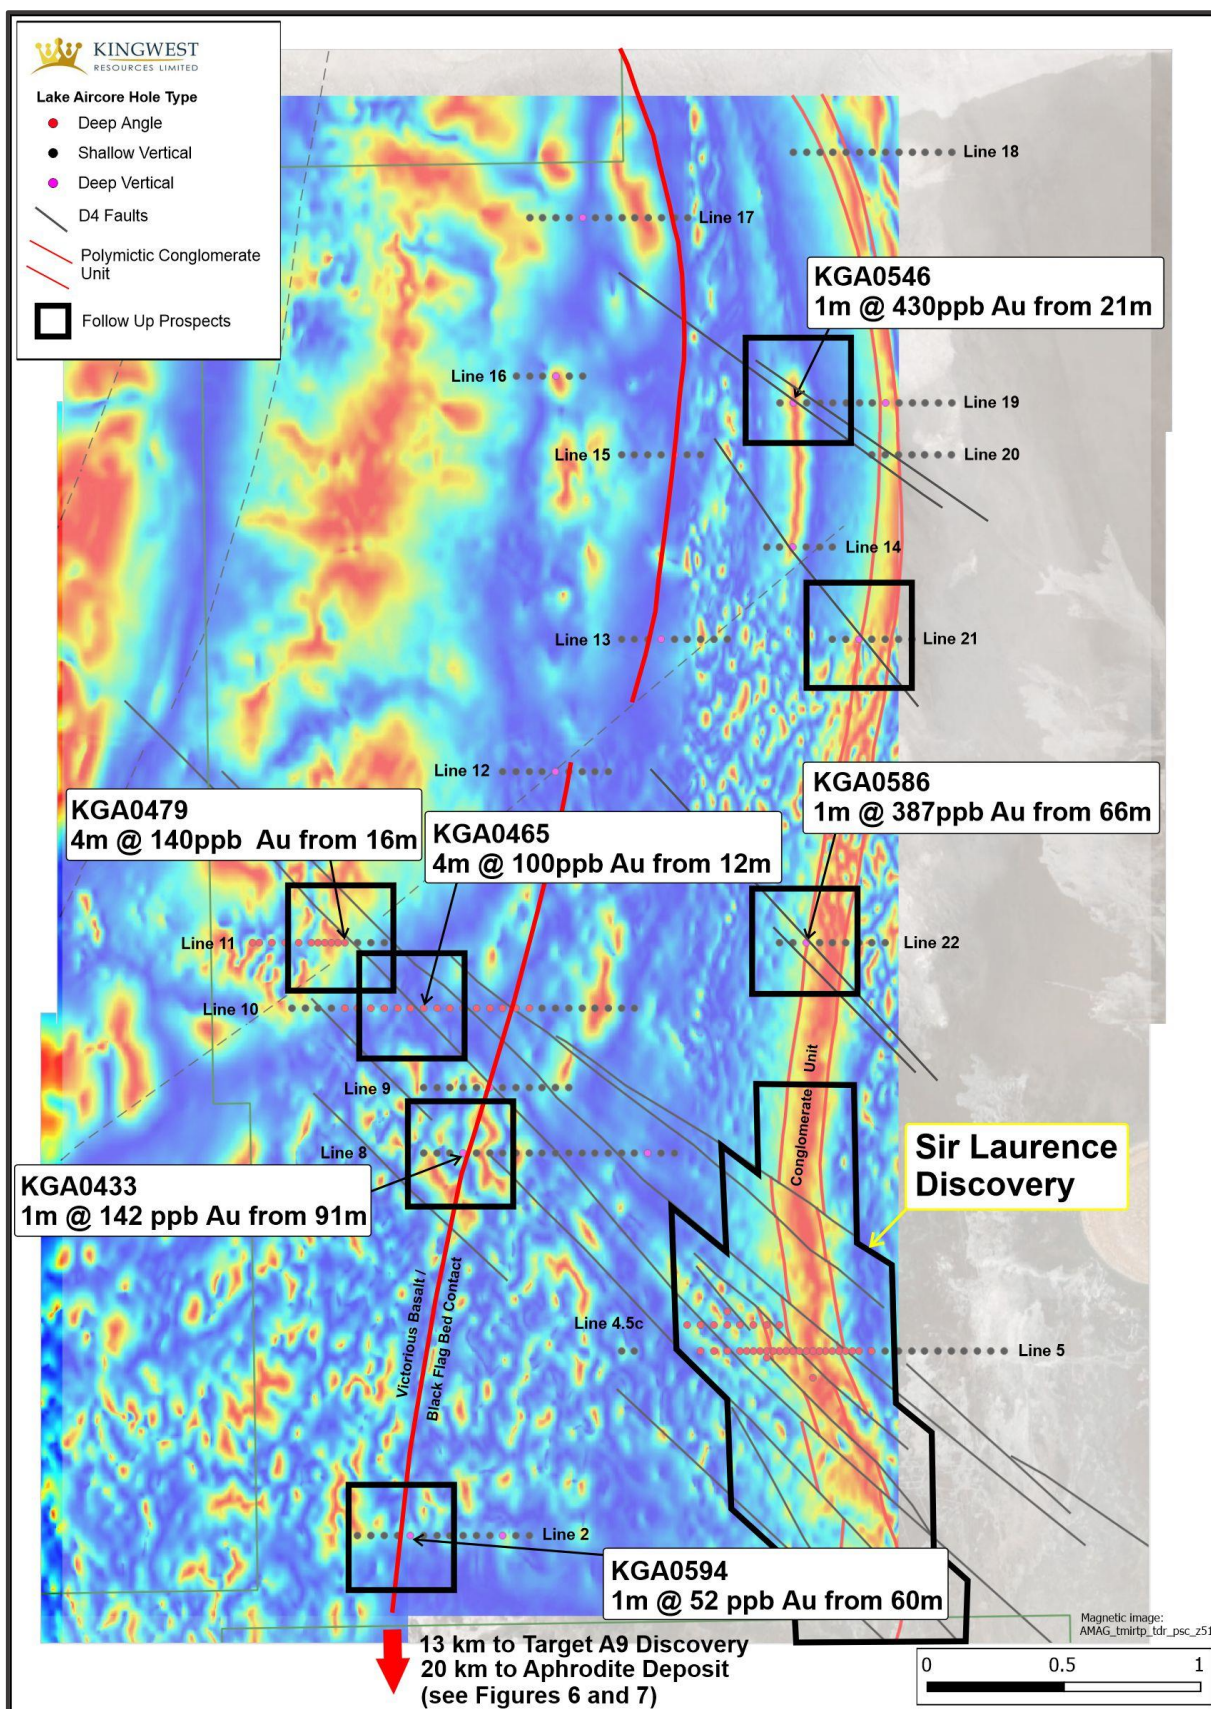 KINGWEST
RESOURCES LIMITED
Lake Aircore Hole Type
Deep Angle
Shallow Vertical
Deep Vertical
D4 Faults
Polymictic Conglomerate
Unit
Follow Up Prospects
Line 18
Line 17
KGA0546
1m @ 430ppb Au from 21m
Line 16
Line 19
Line 15
Line 20
Line 14
Line 13
Line 21
Line 12
KGA0586
1m @ 387ppb Au from 66m
KGA0479
4m @ 140ppb Au from 16m
KGA0465
4m @ 100ppb Au from 12m
Line 11
Line 22
Line 10
Line 9
Conglomerate Unit
Line 8
Sir Laurence
Discovery
KGA0433
1m @ 142 ppb Au from 91m
Victorious Basalt /
Black Flag Bed Contact
Line 4.5c
Line 5
Line 2
KGA0594
1m @ 52 ppb Au from 60m
13 km to Target A9 Discovery
20 km to Aphrodite Deposit
(see Figures 6 and 7)
Magnetic image:
AMAG_tmirtp_tdr_psc_z51
0 0.5 1